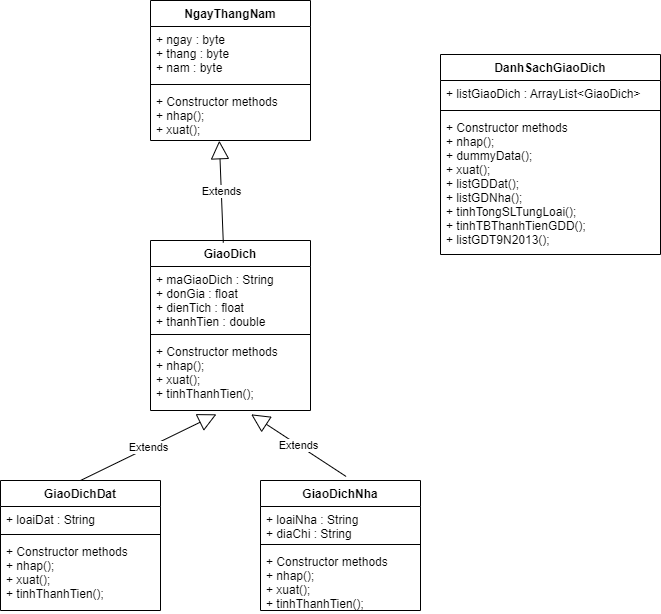 NgayThangNam
+ ngay : byte
+ thang : byte
+ nam : byte
+ Constructor methods
+ nhap();
+ xuat();
DanhSachGiaoDich
+ listGiaoDich : ArrayList<GiaoDich>
+ Constructor methods
+ nhap();
+ dummyData();
+ xuat();
+ listGDDat();
+ listGDNha();
+ tinhTongSLTungLoai();
+ tinhTBThanhTienGDD();
+ listGDT9N2013();
Extends
GiaoDich
+ maGiaoDich : String
+ donGia : float
+ dienTich : float
+ thanhTien : double
+ Constructor methods
+ nhap();
+ xuat();
+ tinhThanhTien();
Extends
Extends
GiaoDichDat
+ loaiDat : String
+ Constructor methods
+ nhap();
+ xuat();
+ tinhThanhTien();
GiaoDichNha
+ loaiNha : String
+ diaChi : String
+ Constructor methods
+ nhap();
+ xuat();
+ tinhThanhTien();